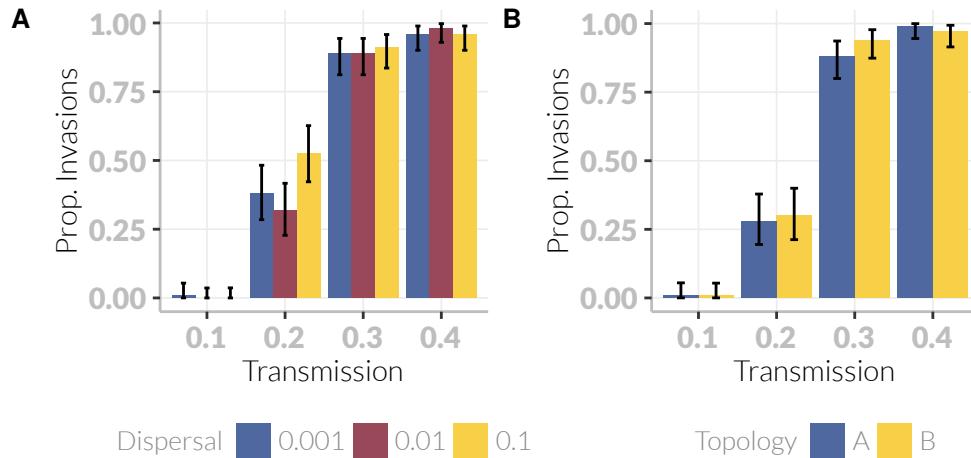 A
Prop. Invasions
1.00
0.75
0.50
0.25
0.00
0.1 0.2 0.3 0.4
Transmission
Dispersal 0.001 0.01 0.1
B
Prop. Invasions
1.00
0.75
0.50
0.25
0.00
0.1 0.2 0.3 0.4
Transmission
Topology A B